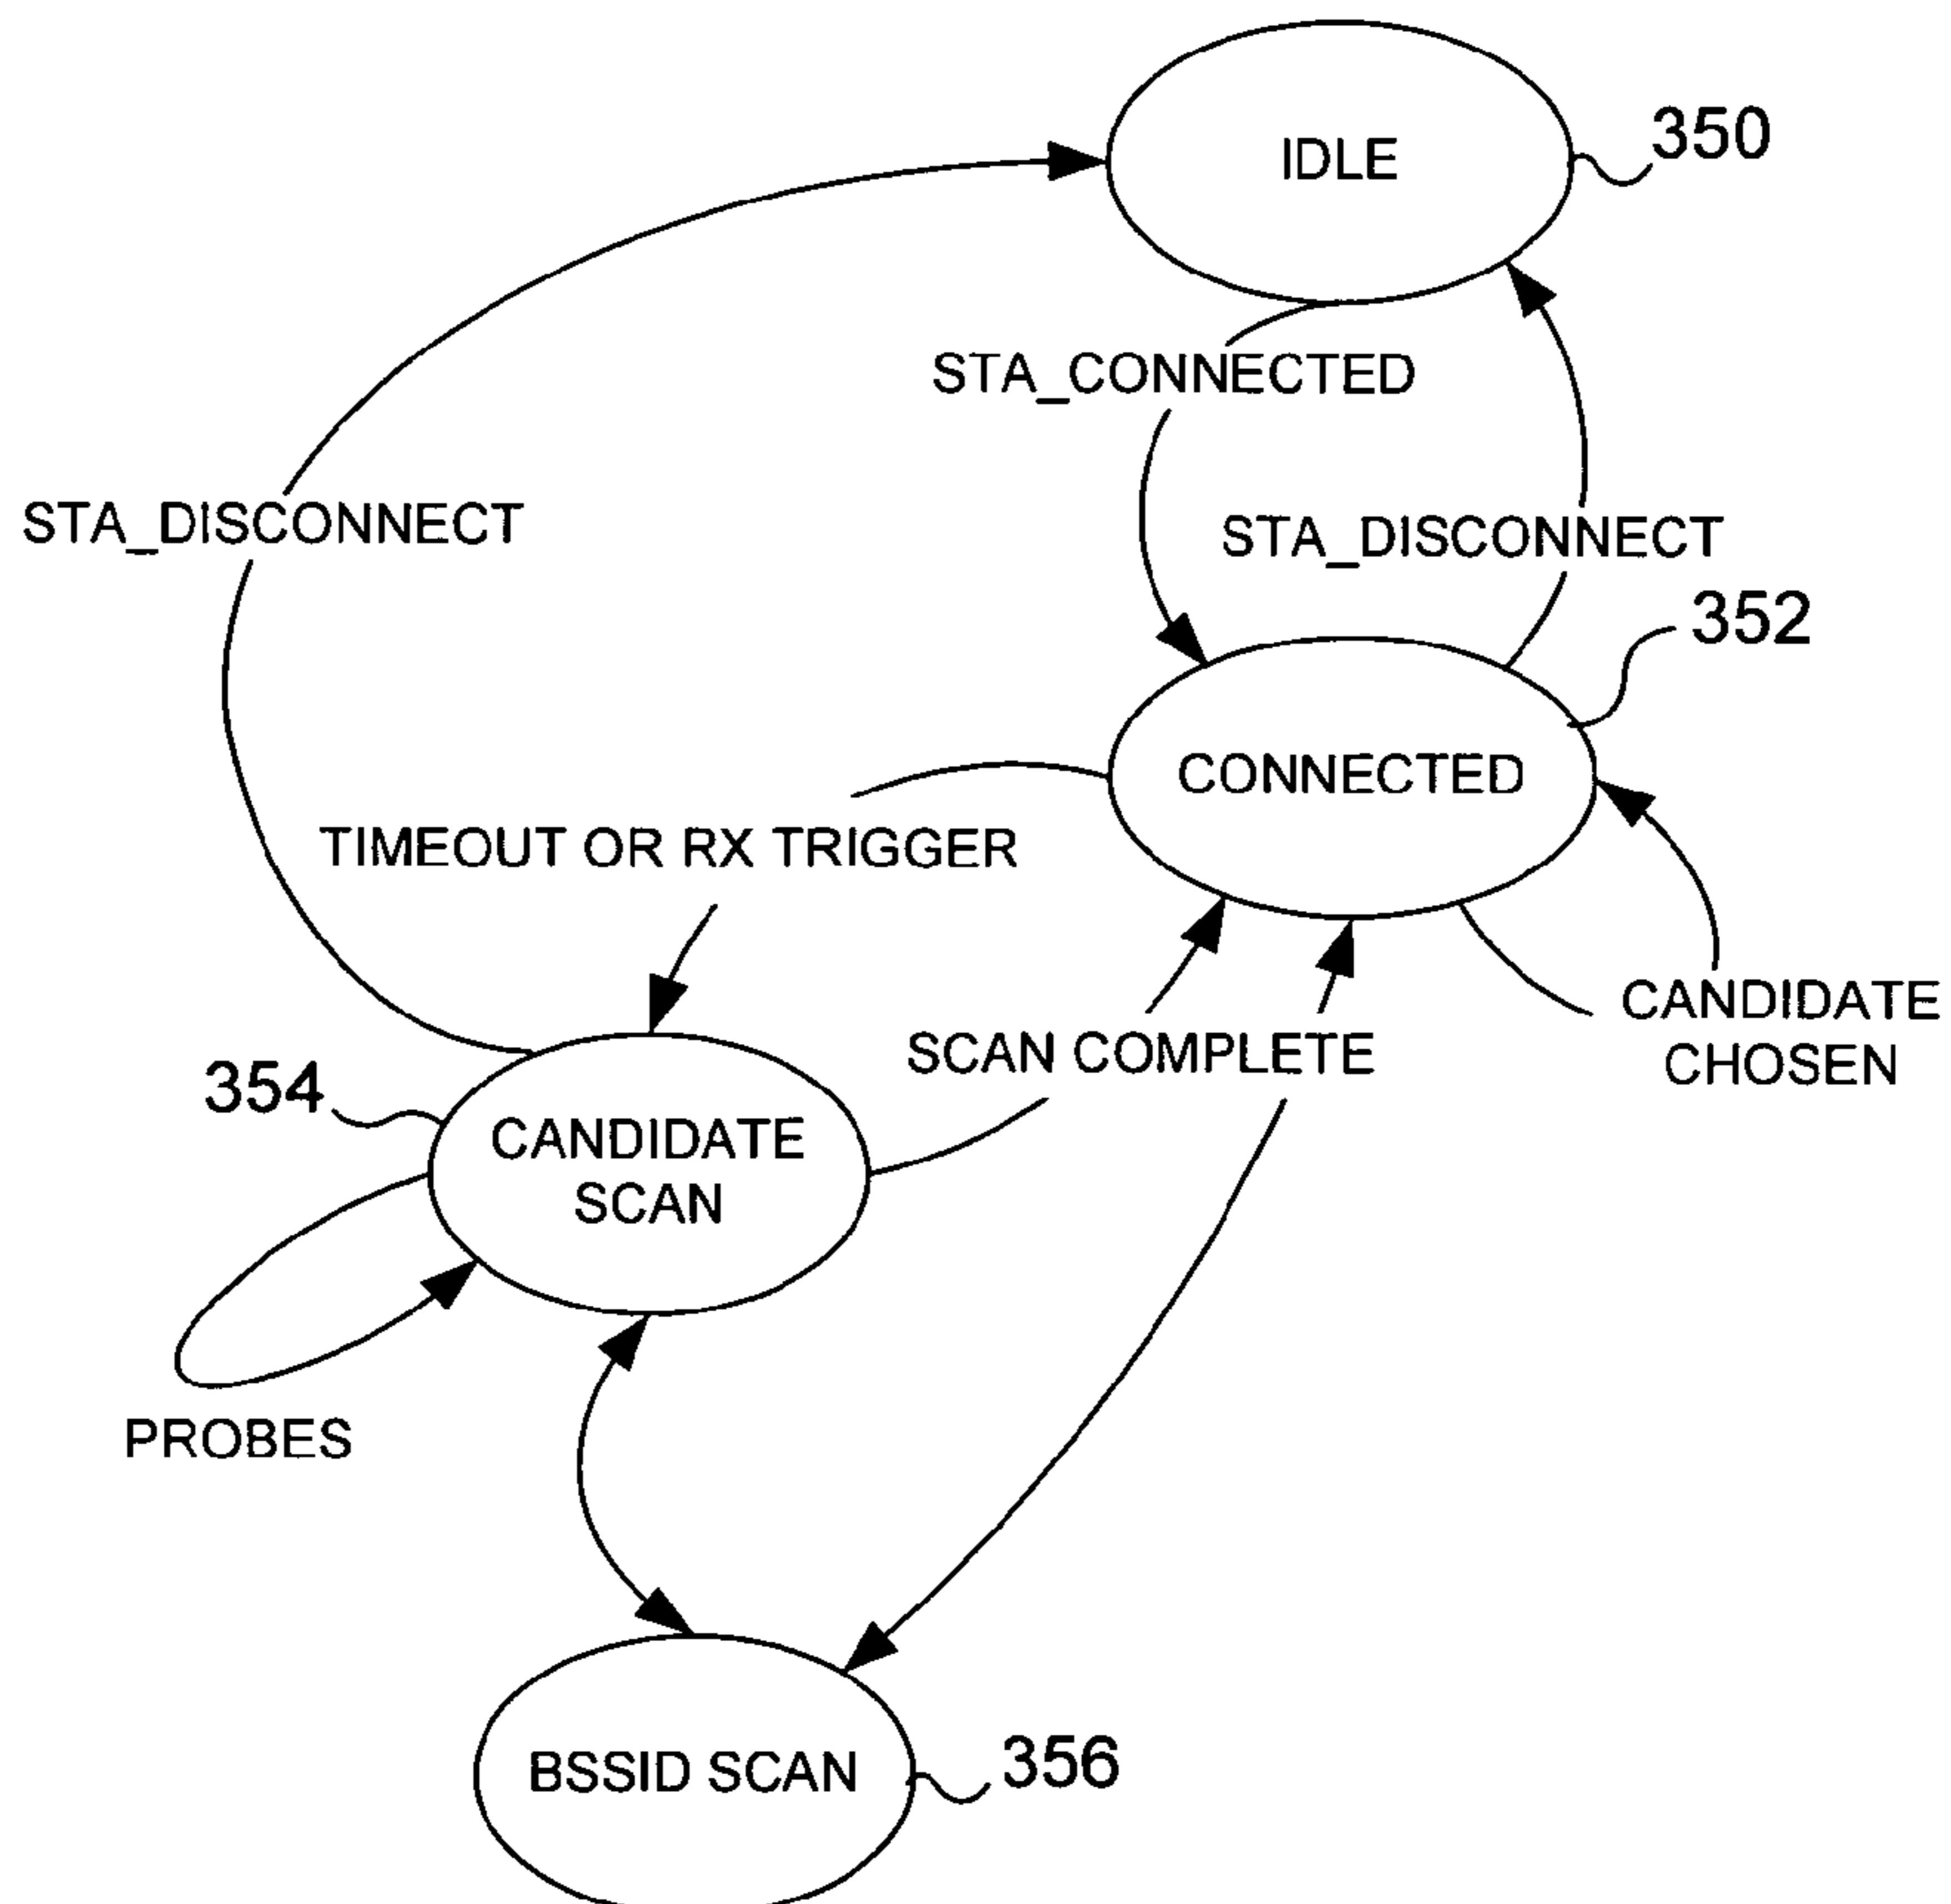 IDLE
350
STA_CONNECTED
STA_DISCONNECT
STA_DISCONNECT
352
CONNECTED
TIMEOUT OR RX TRIGGER
CANDIDATE
CHOSEN
SCAN COMPLETE
354
CANDIDATE
SCAN
PROBES
BSSID SCAN
356